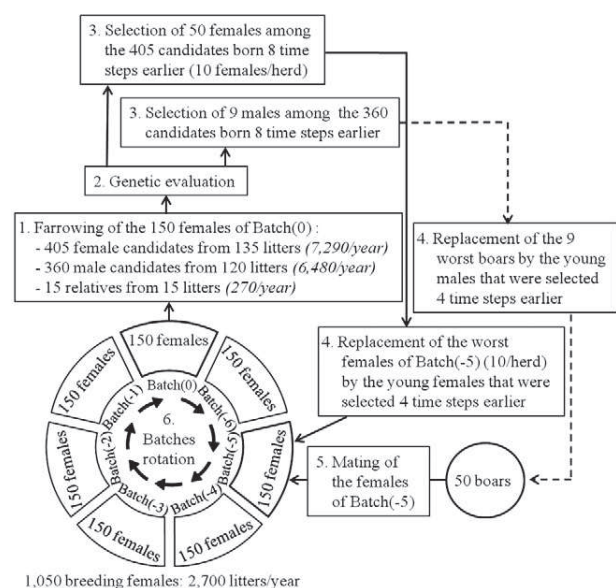 3. Selection of 50 females among
the 405 candidates born 8 time
steps earlier (10 females/herd)
3. Selection of 9 males among the 360
candidates born 8 time steps earlier
2. Genetic evaluation
1. Farrowing of the 150 females of Batch(0) :
- 405 female candidates from 135 litters (7,290/year)
- 360 male candidates from 120 litters (6,480/year)
- 15 relatives from 15 litters (270/year)
4. Replacement of the 9
worst boars by the young
males that were selected
4 time steps earlier
4. Replacement of the worst
females of Batch(-5) (10/herd)
by the young females that were
selected 4 time steps earlier
5. Mating of
the females
of Batch(-5)
50 boars
150 females
150 females
150 females
150 females
150 females
150 females
150 females
Batch(0)
Batch(-6)
Batch(-5)
Batch(-4)
Batch(-3)
Batch(-2)
Batch(-1)
6.
Batches
rotation
1,050 breeding females: 2,700 litters/year